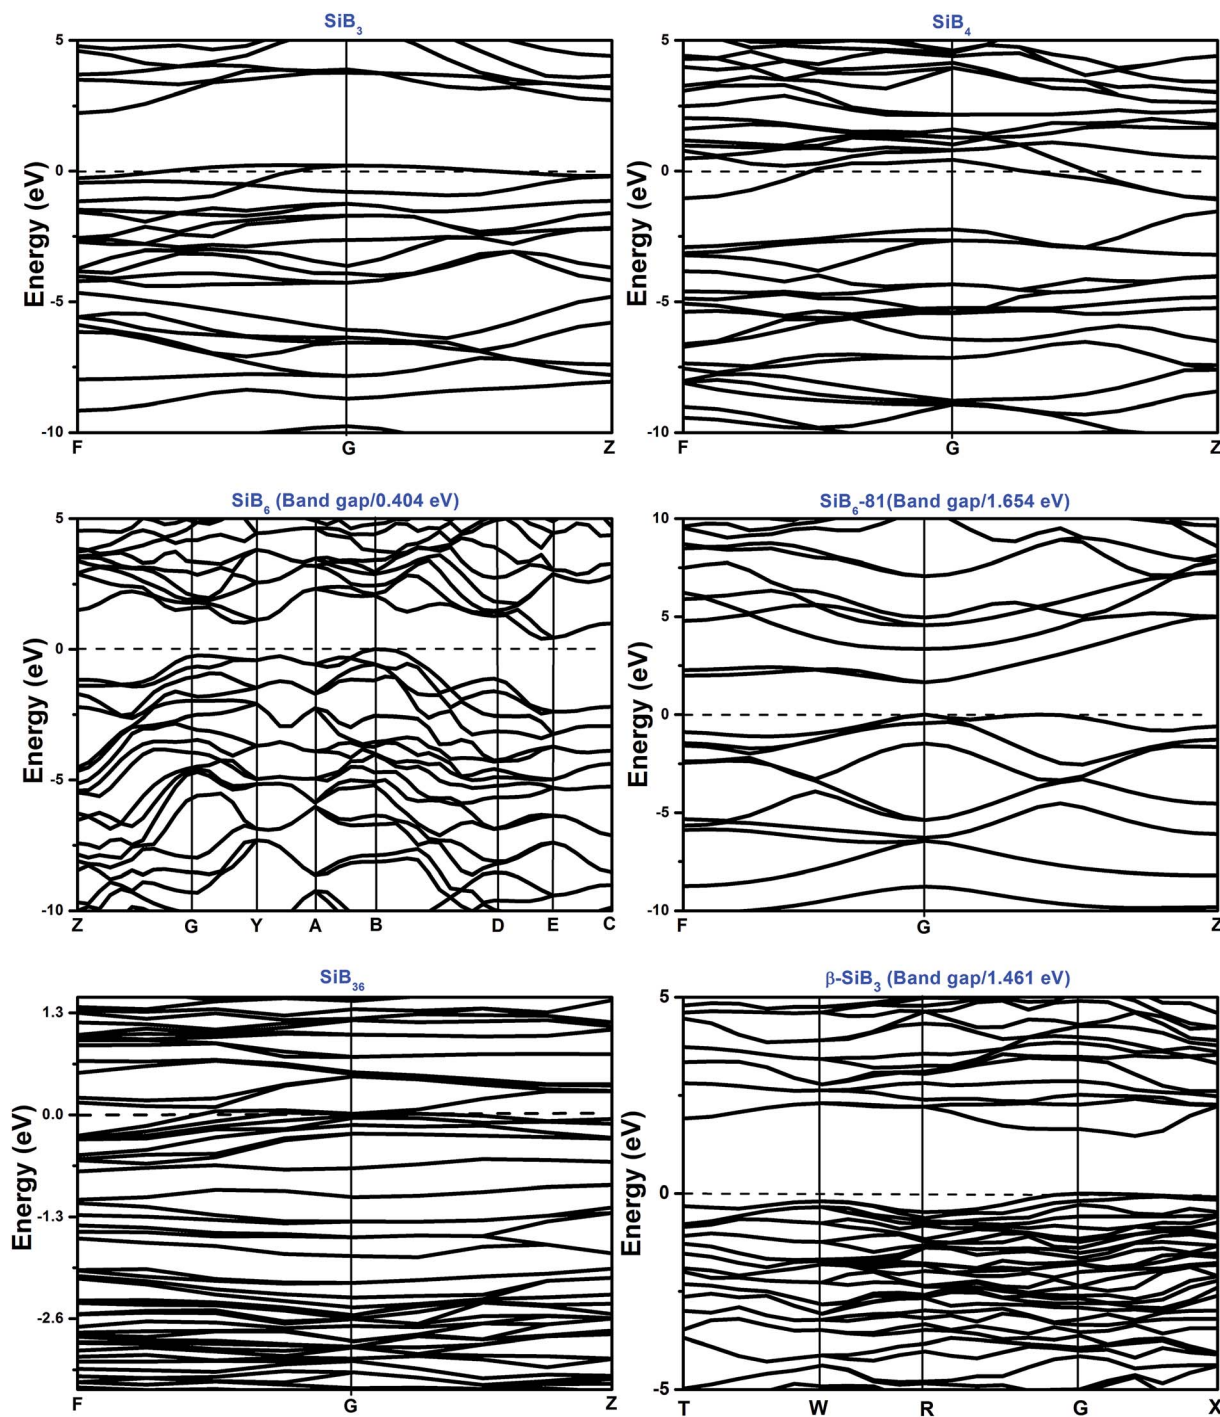 SiB₃
5
0
-5
-10
Energy (eV)
F G Z
SiB₄
5
0
-5
-10
Energy (eV)
F G Z
SiB₆ (Band gap/0.404 eV)
5
0
-5
-10
Energy (eV)
Z G Y A B D E C
SiB₆-81(Band gap/1.654 eV)
10
5
0
-5
-10
Energy (eV)
F G Z
SiB₃₆
1.3
0.0
-1.3
-2.6
Energy (eV)
F G Z
β-SiB₃ (Band gap/1.461 eV)
5
0
-5
Energy (eV)
T W R G X